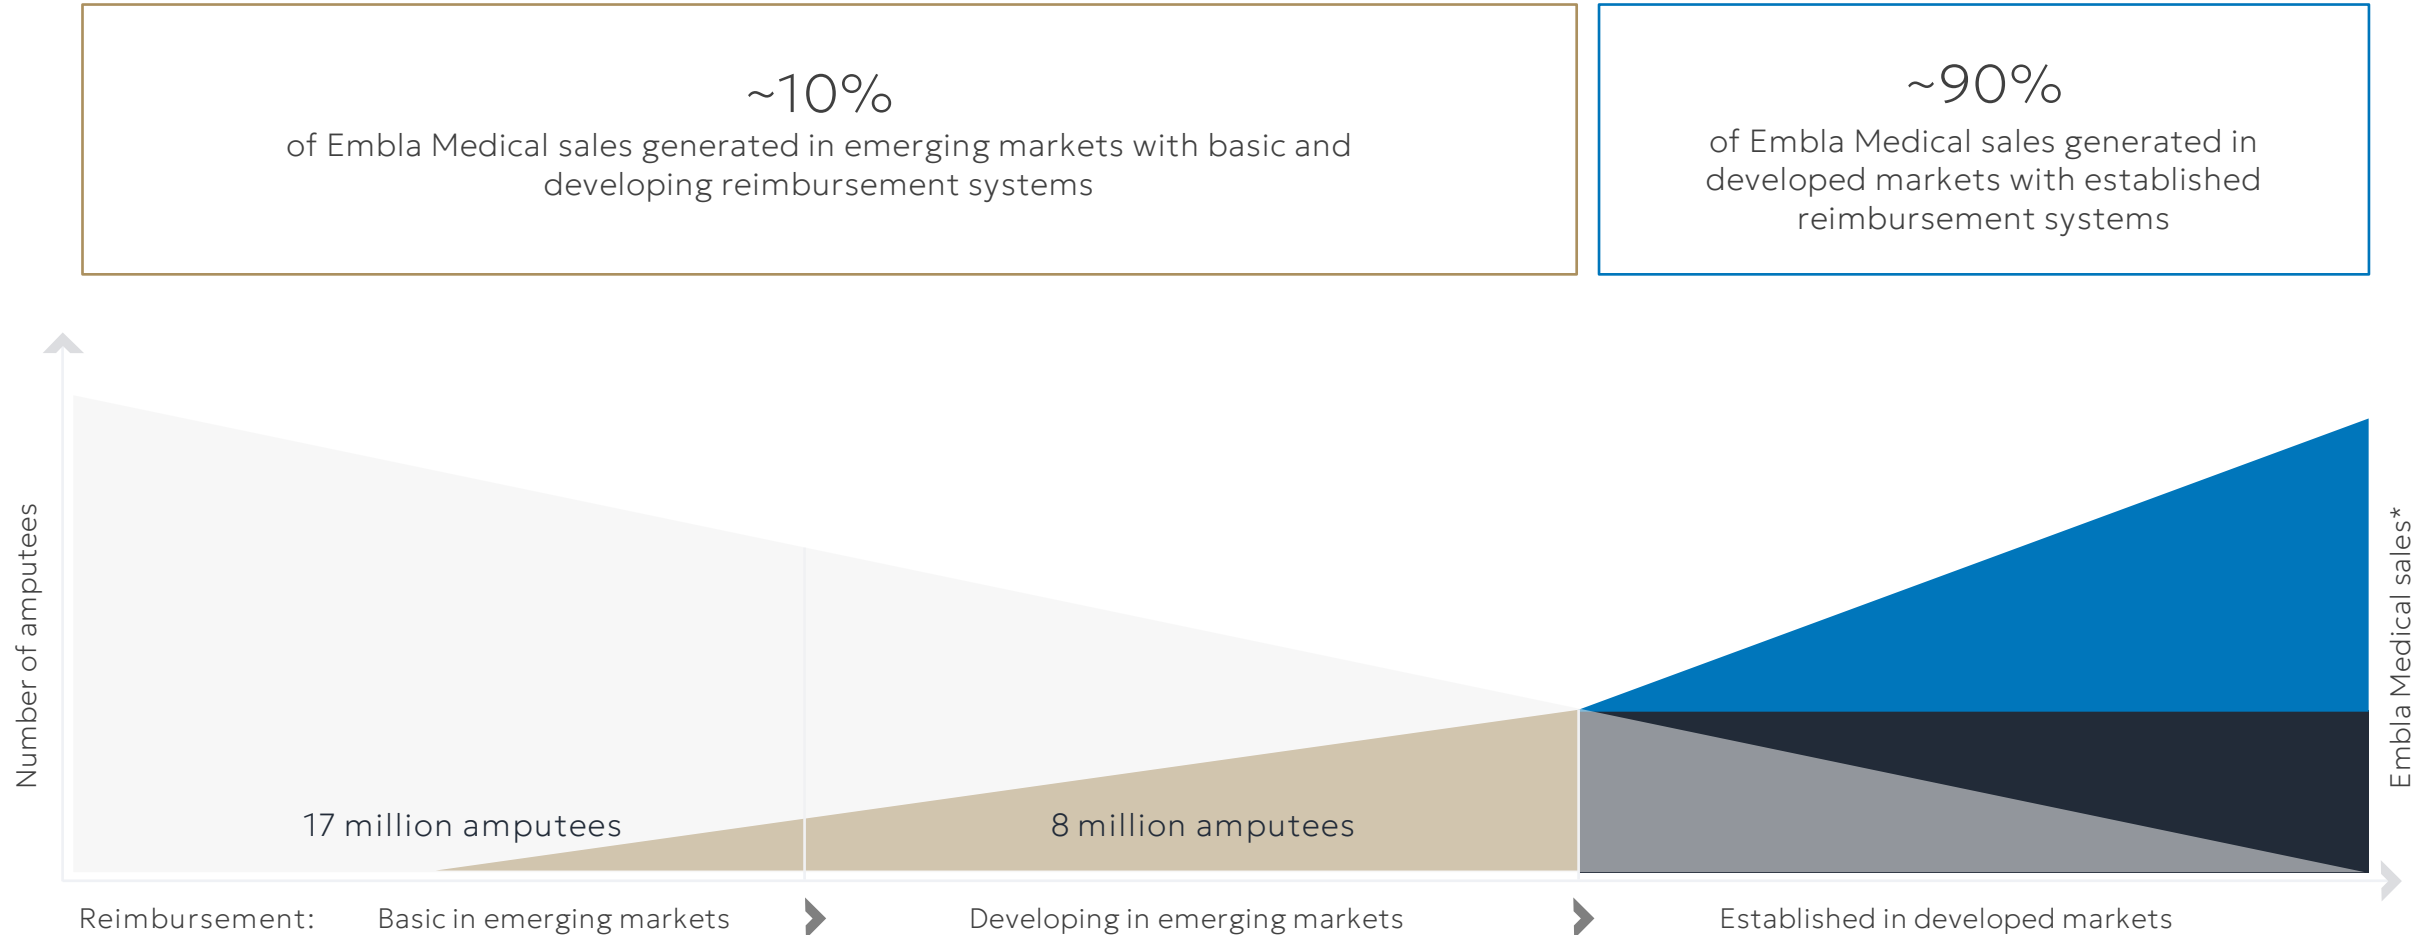 ~10%
of Embla Medical sales generated in emerging markets with basic and
developing reimbursement systems
~90%
of Embla Medical sales generated in
developed markets with established
reimbursement systems
Number of amputees
17 million amputees
8 million amputees
Embla Medical sales*
Reimbursement:
Basic in emerging markets
Developing in emerging markets
Established in developed markets